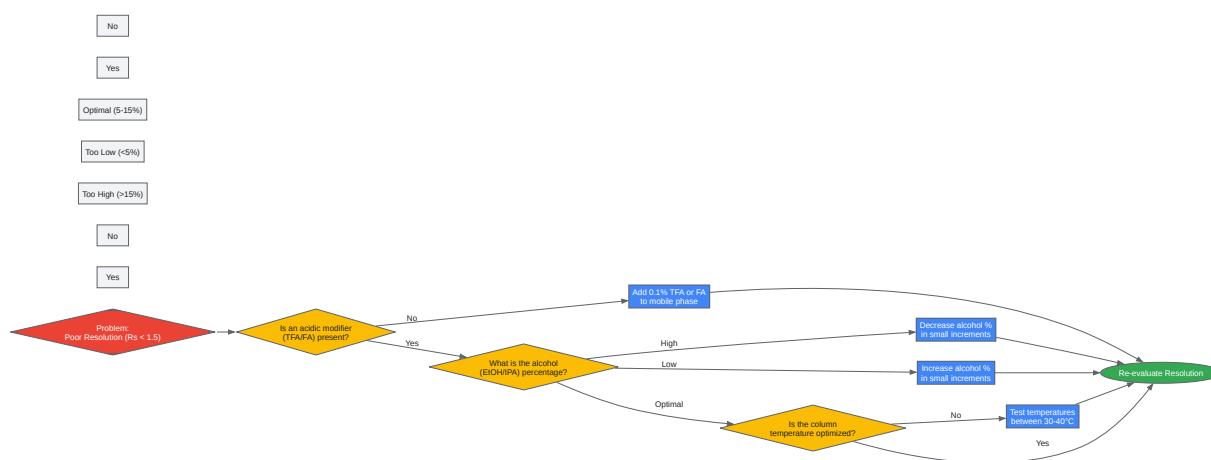 No
Yes
Optimal (5-15%)
Too Low (<5%)
Too High (>15%)
No
Yes
Problem:
Poor Resolution (Rs < 1.5)
Is an acidic modifier
(TFA/FA) present?
No
Yes
Add 0.1% TFA or FA
to mobile phase
What is the alcohol
(EtOH/IPA) percentage?
High
Low
Optimal
Decrease alcohol %
in small increments
Increase alcohol %
in small increments
Is the column
temperature optimized?
No
Yes
Test temperatures
between 30-40°C
Re-evaluate Resolution